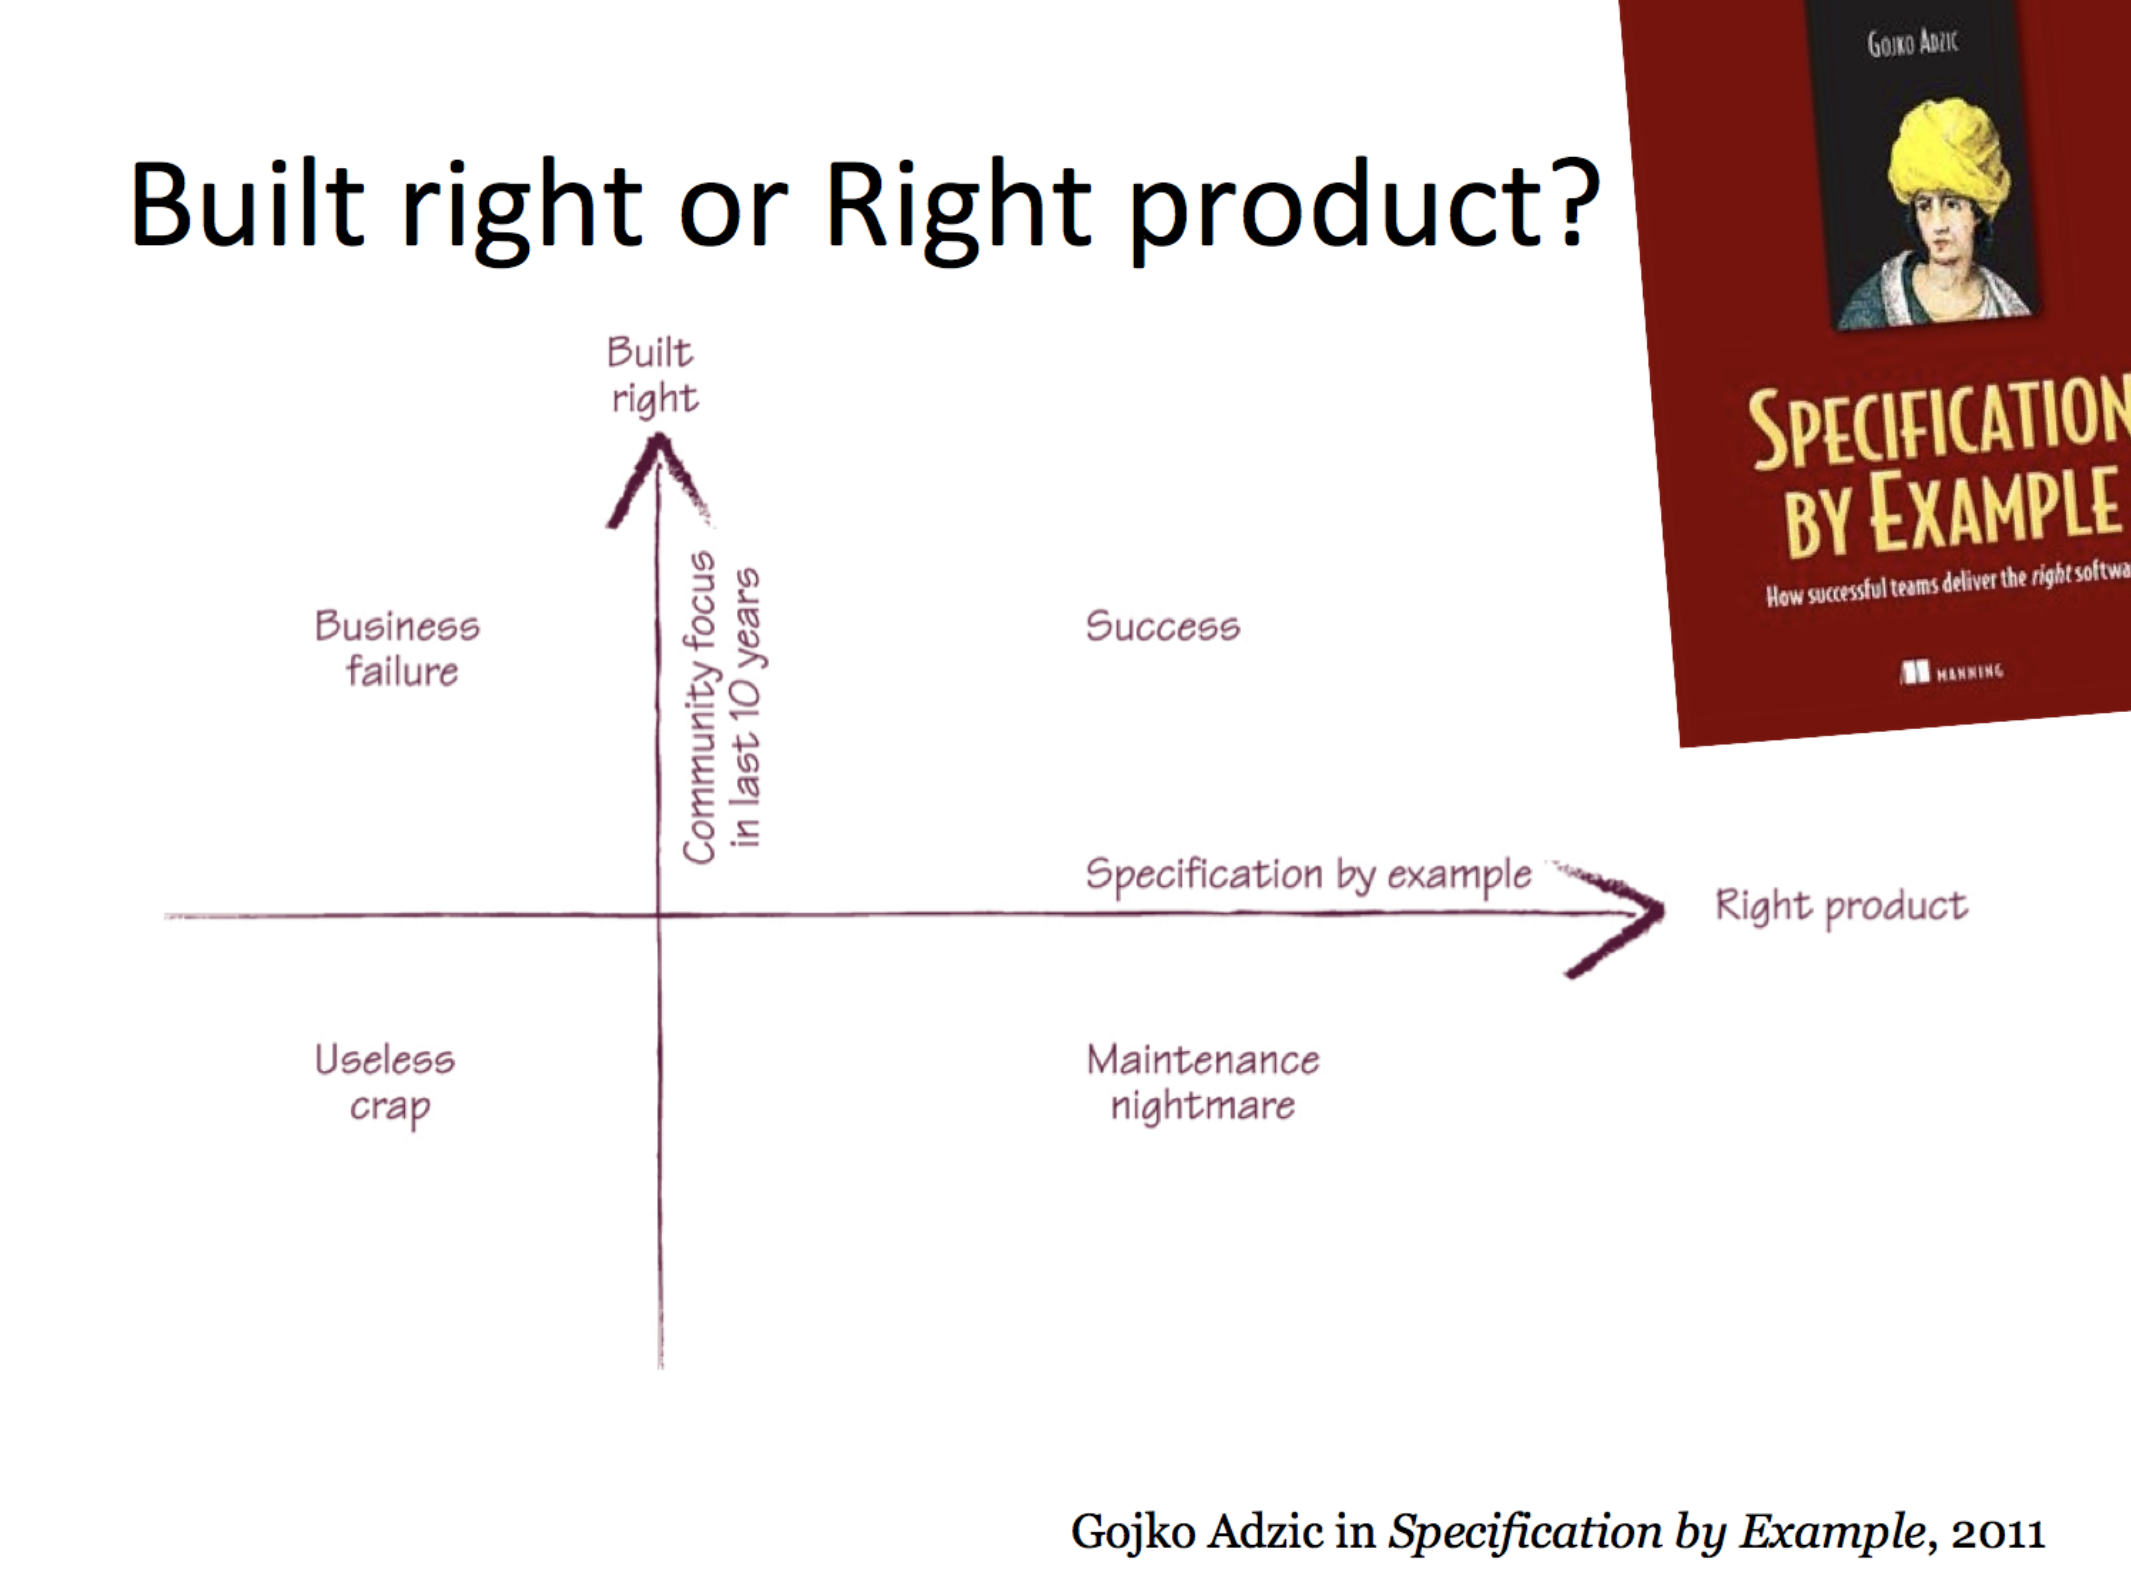 Built right or Right product?
GOJKO ADZIC
SPECIFICATION
BY EXAMPLE
How successful teams deliver the right softwa
MANNING
Built
right
Community focus
in last 10 years
Business
failure
Success
Specification by example
Right product
Useless
crap
Maintenance
nightmare
Gojko Adzic in Specification by Example, 2011